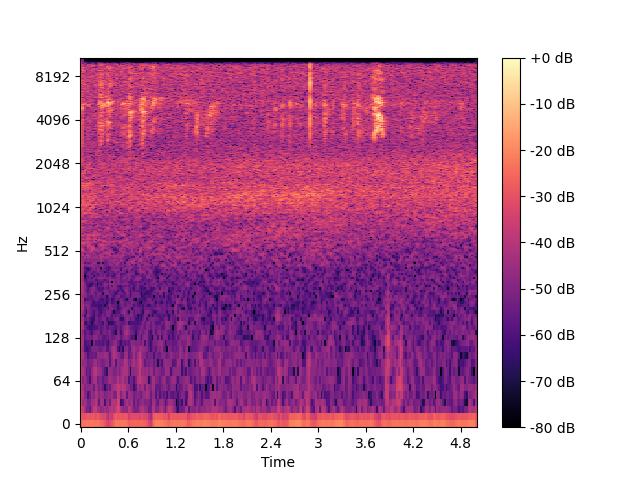 8192
4096
2048
1024
512
256
128
64
0
Hz
0 0.6 1.2 1.8 2.4 3 3.6 4.2 4.8
Time
+0 dB
-10 dB
-20 dB
-30 dB
-40 dB
-50 dB
-60 dB
-70 dB
-80 dB